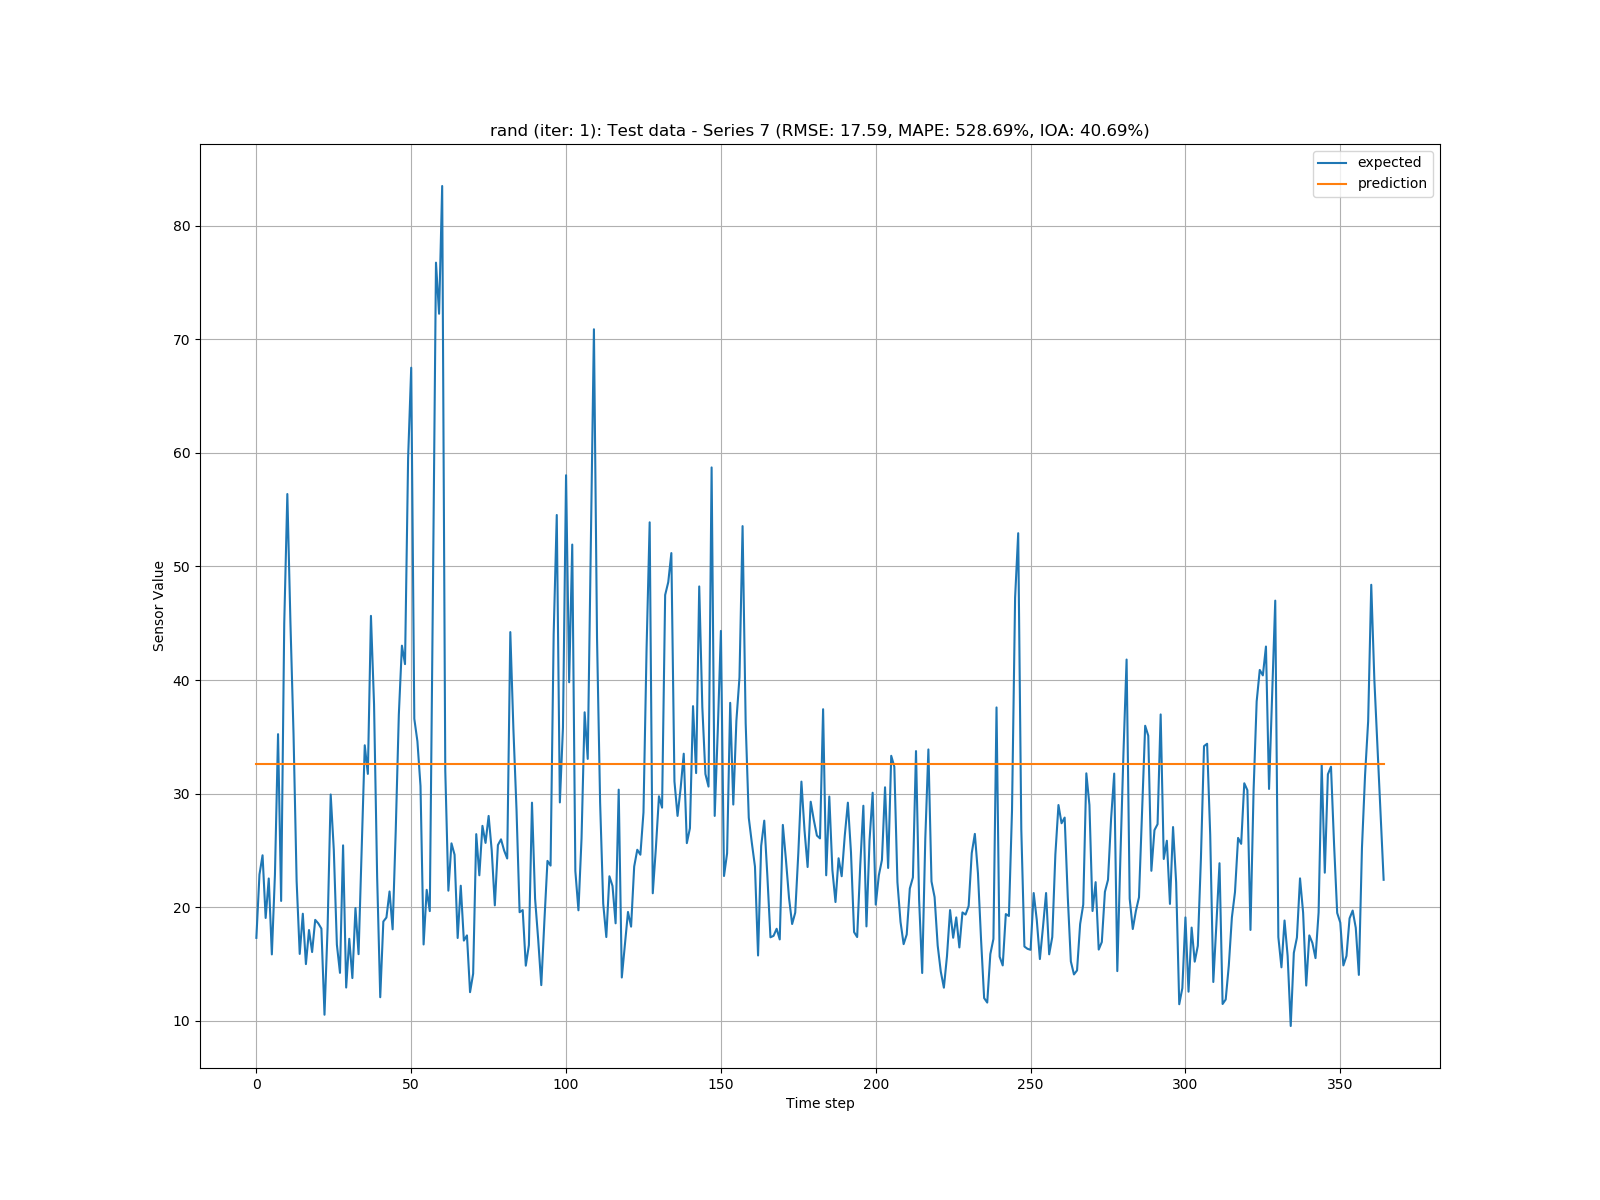 rand (iter: 1): Test data - Series 7 (RMSE: 17.59, MAPE: 528.69%, IOA: 40.69%)
expected
prediction
80
70
60
50
40
30
20
10
Sensor Value
0 50 100 150 200 250 300 350
Time step